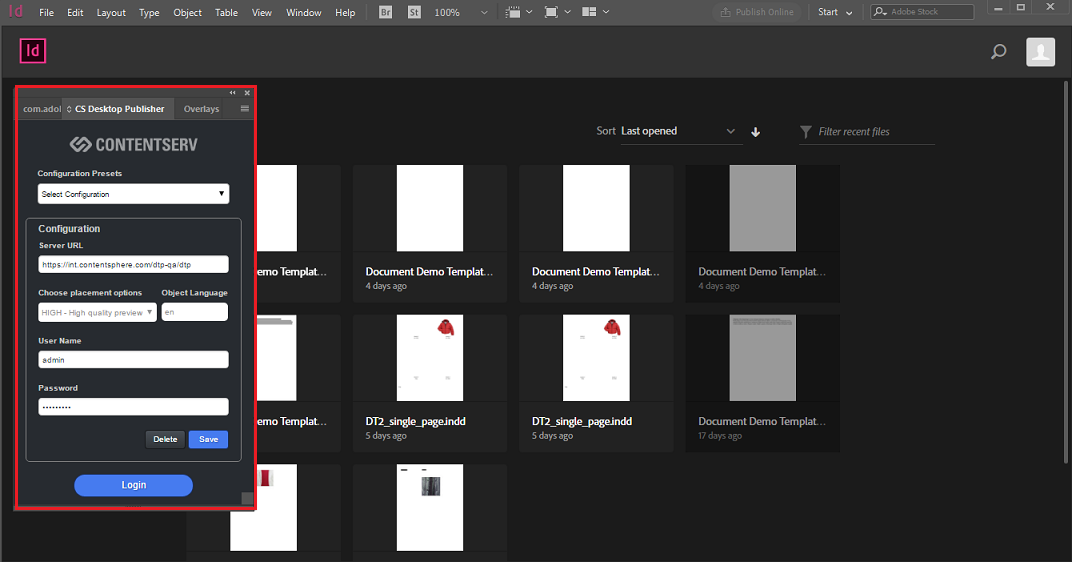 Id File Edit Layout Type Object Table View Window Help Br St 100% Publish Online Start Adobe Stock
Id
com.adol CS Desktop Publisher Overlays
CONTENTSERV
Configuration Presets
Select Configuration
Configuration
Server URL
https://int.contentsphere.com/dtp-qa/dtp
Choose placement options Object Language
HIGH - High quality preview en
User Name
admin
Password
•••••••••
Delete Save
Login
Sort Last opened Filter recent files
emo Templat... Document Demo Templat... Document Demo Templat... Document Demo Templat...
4 days ago 4 days ago 4 days ago
emo Templat... DT2_single_page.indd DT2_single_page.indd Document Demo Templat...
5 days ago 5 days ago 17 days ago